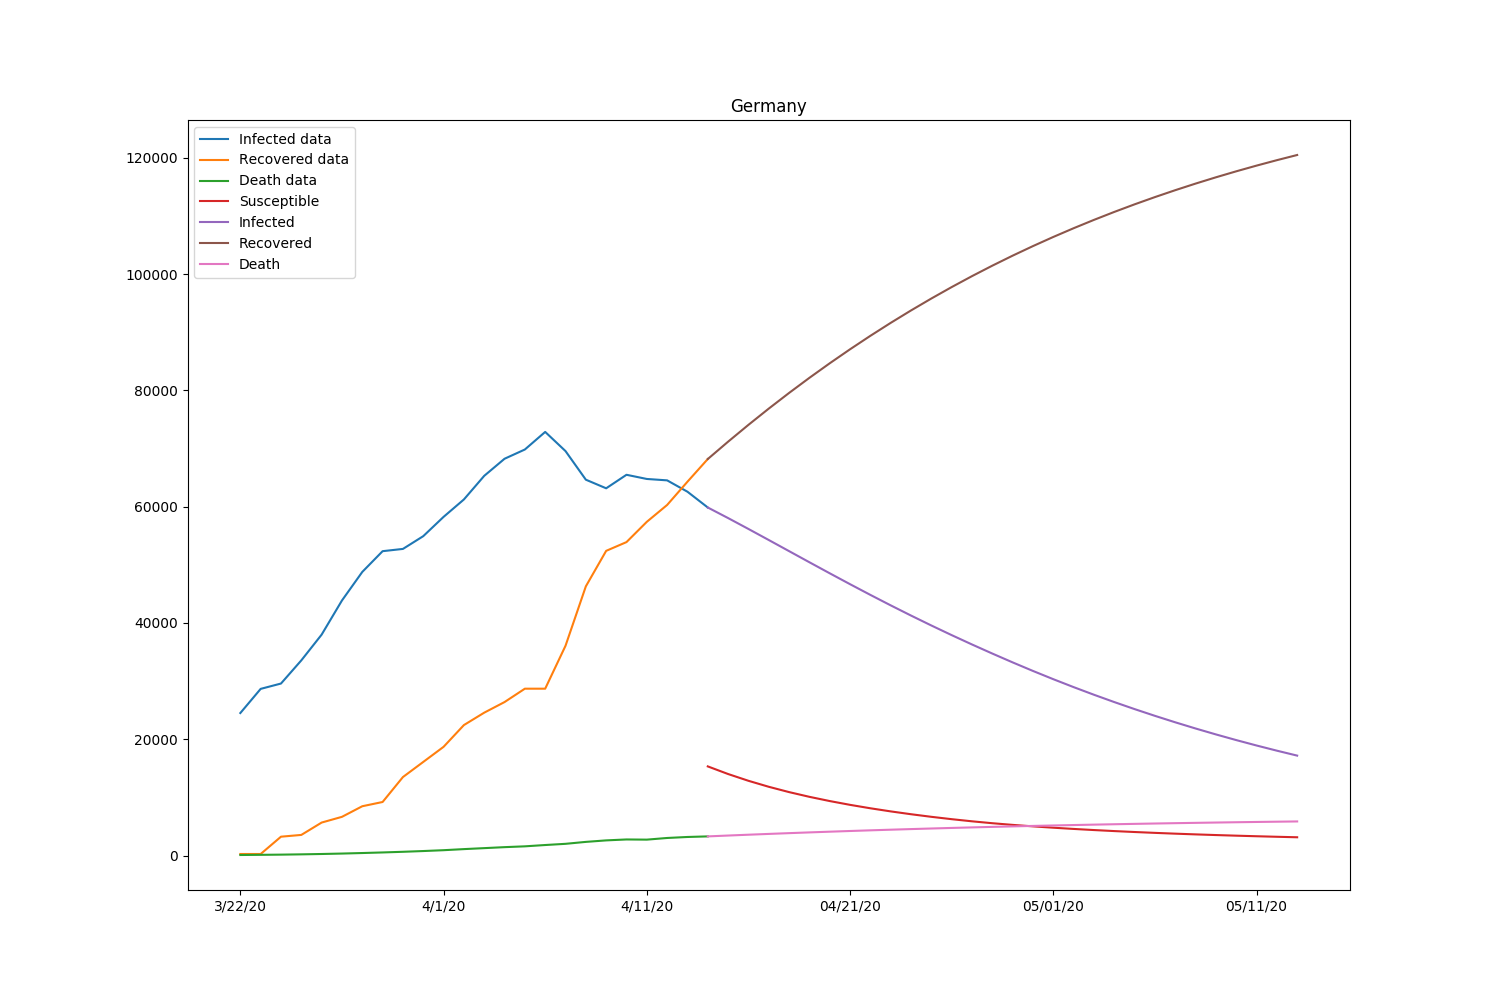 Germany
Infected data
Recovered data
Death data
Susceptible
Infected
Recovered
Death
120000
100000
80000
60000
40000
20000
0
3/22/20 4/1/20 4/11/20 04/21/20 05/01/20 05/11/20